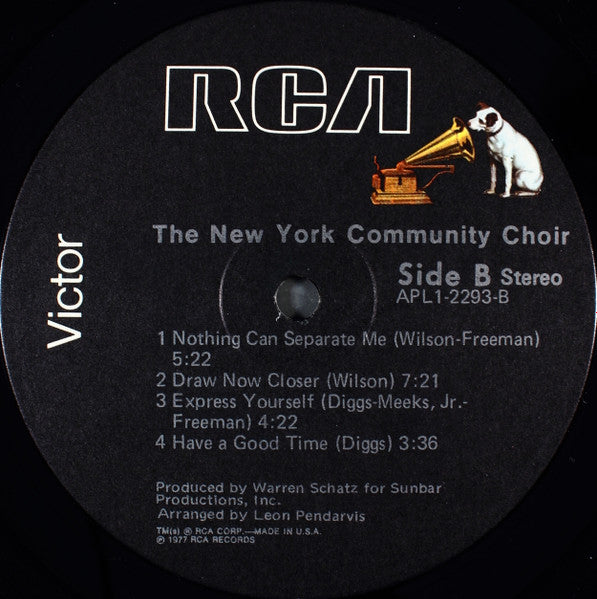 RCA
Victor
The New York Community Choir
Side B Stereo
APL1-2293-B
1 Nothing Can Separate Me (Wilson-Freeman)
5:22
2 Draw Now Closer (Wilson) 7:21
3 Express Yourself (Diggs-Meeks, Jr.-
Freeman) 4:22
4 Have a Good Time (Diggs) 3:36
Produced by Warren Schatz for Sunbar
Productions, Inc.
Arranged by Leon Pendarvis
TM(s) ® RCA CORP.—MADE IN U.S.A.
℗ 1977 RCA RECORDS